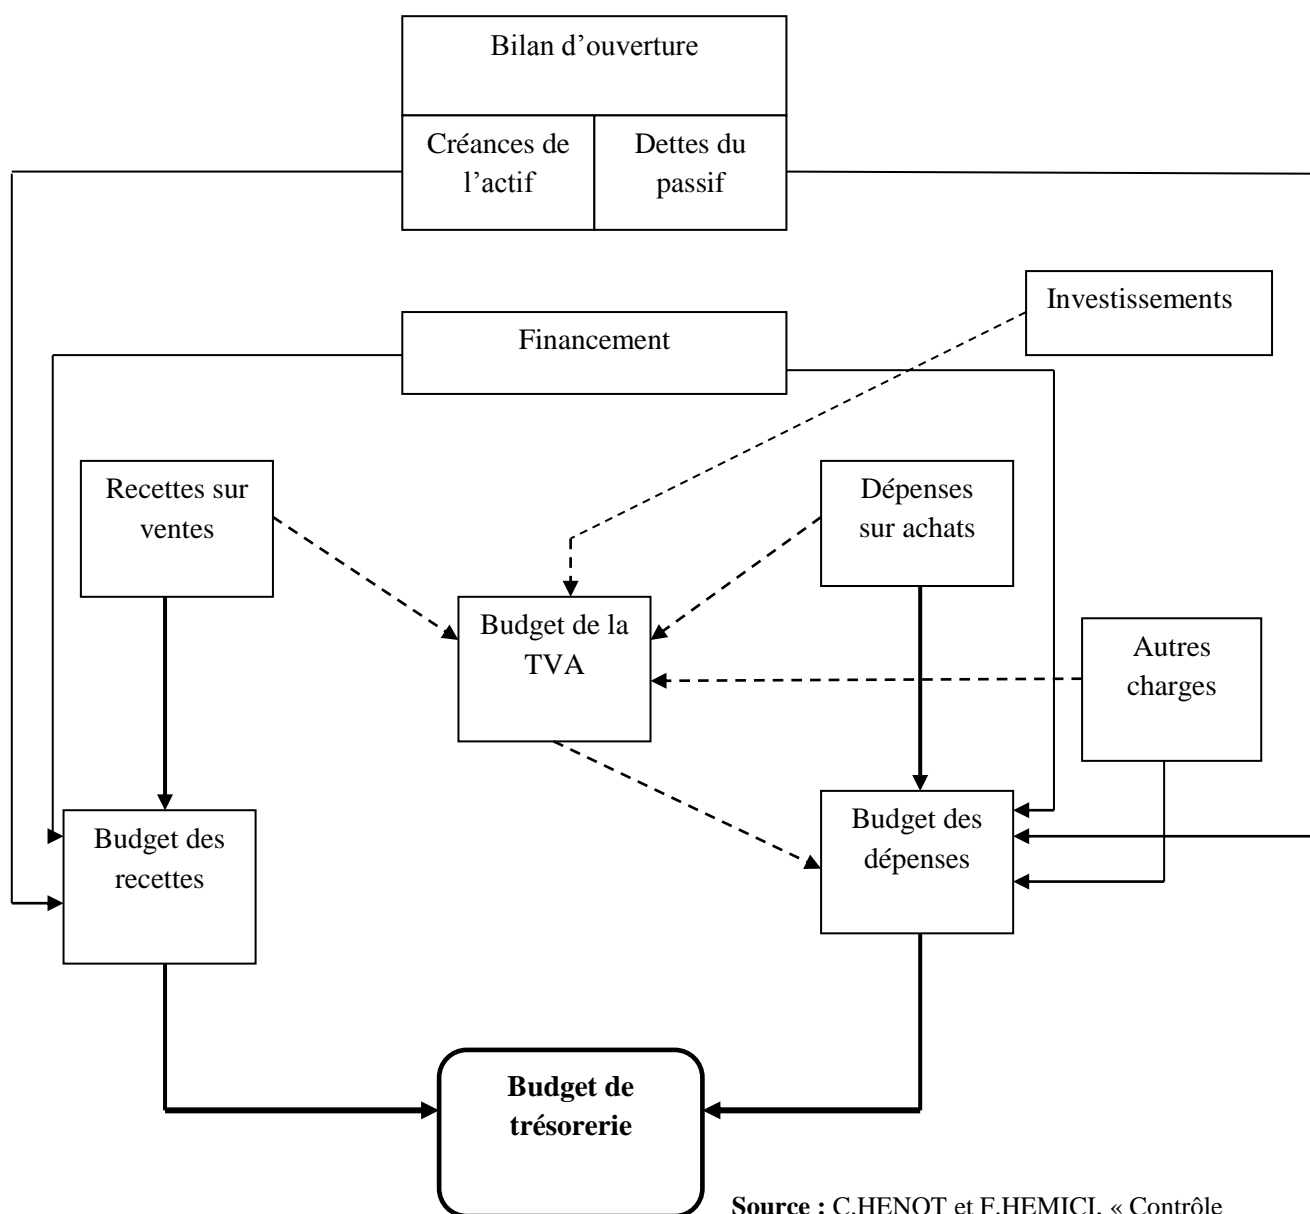 Bilan d’ouverture
Créances de
l’actif
Dettes du
passif
Investissements
Financement
Recettes sur
ventes
Dépenses
sur achats
Budget de la
TVA
Autres
charges
Budget des
recettes
Budget des
dépenses
Budget de
trésorerie
Source : C.HENOT et F.HEMICI, « Contrôle